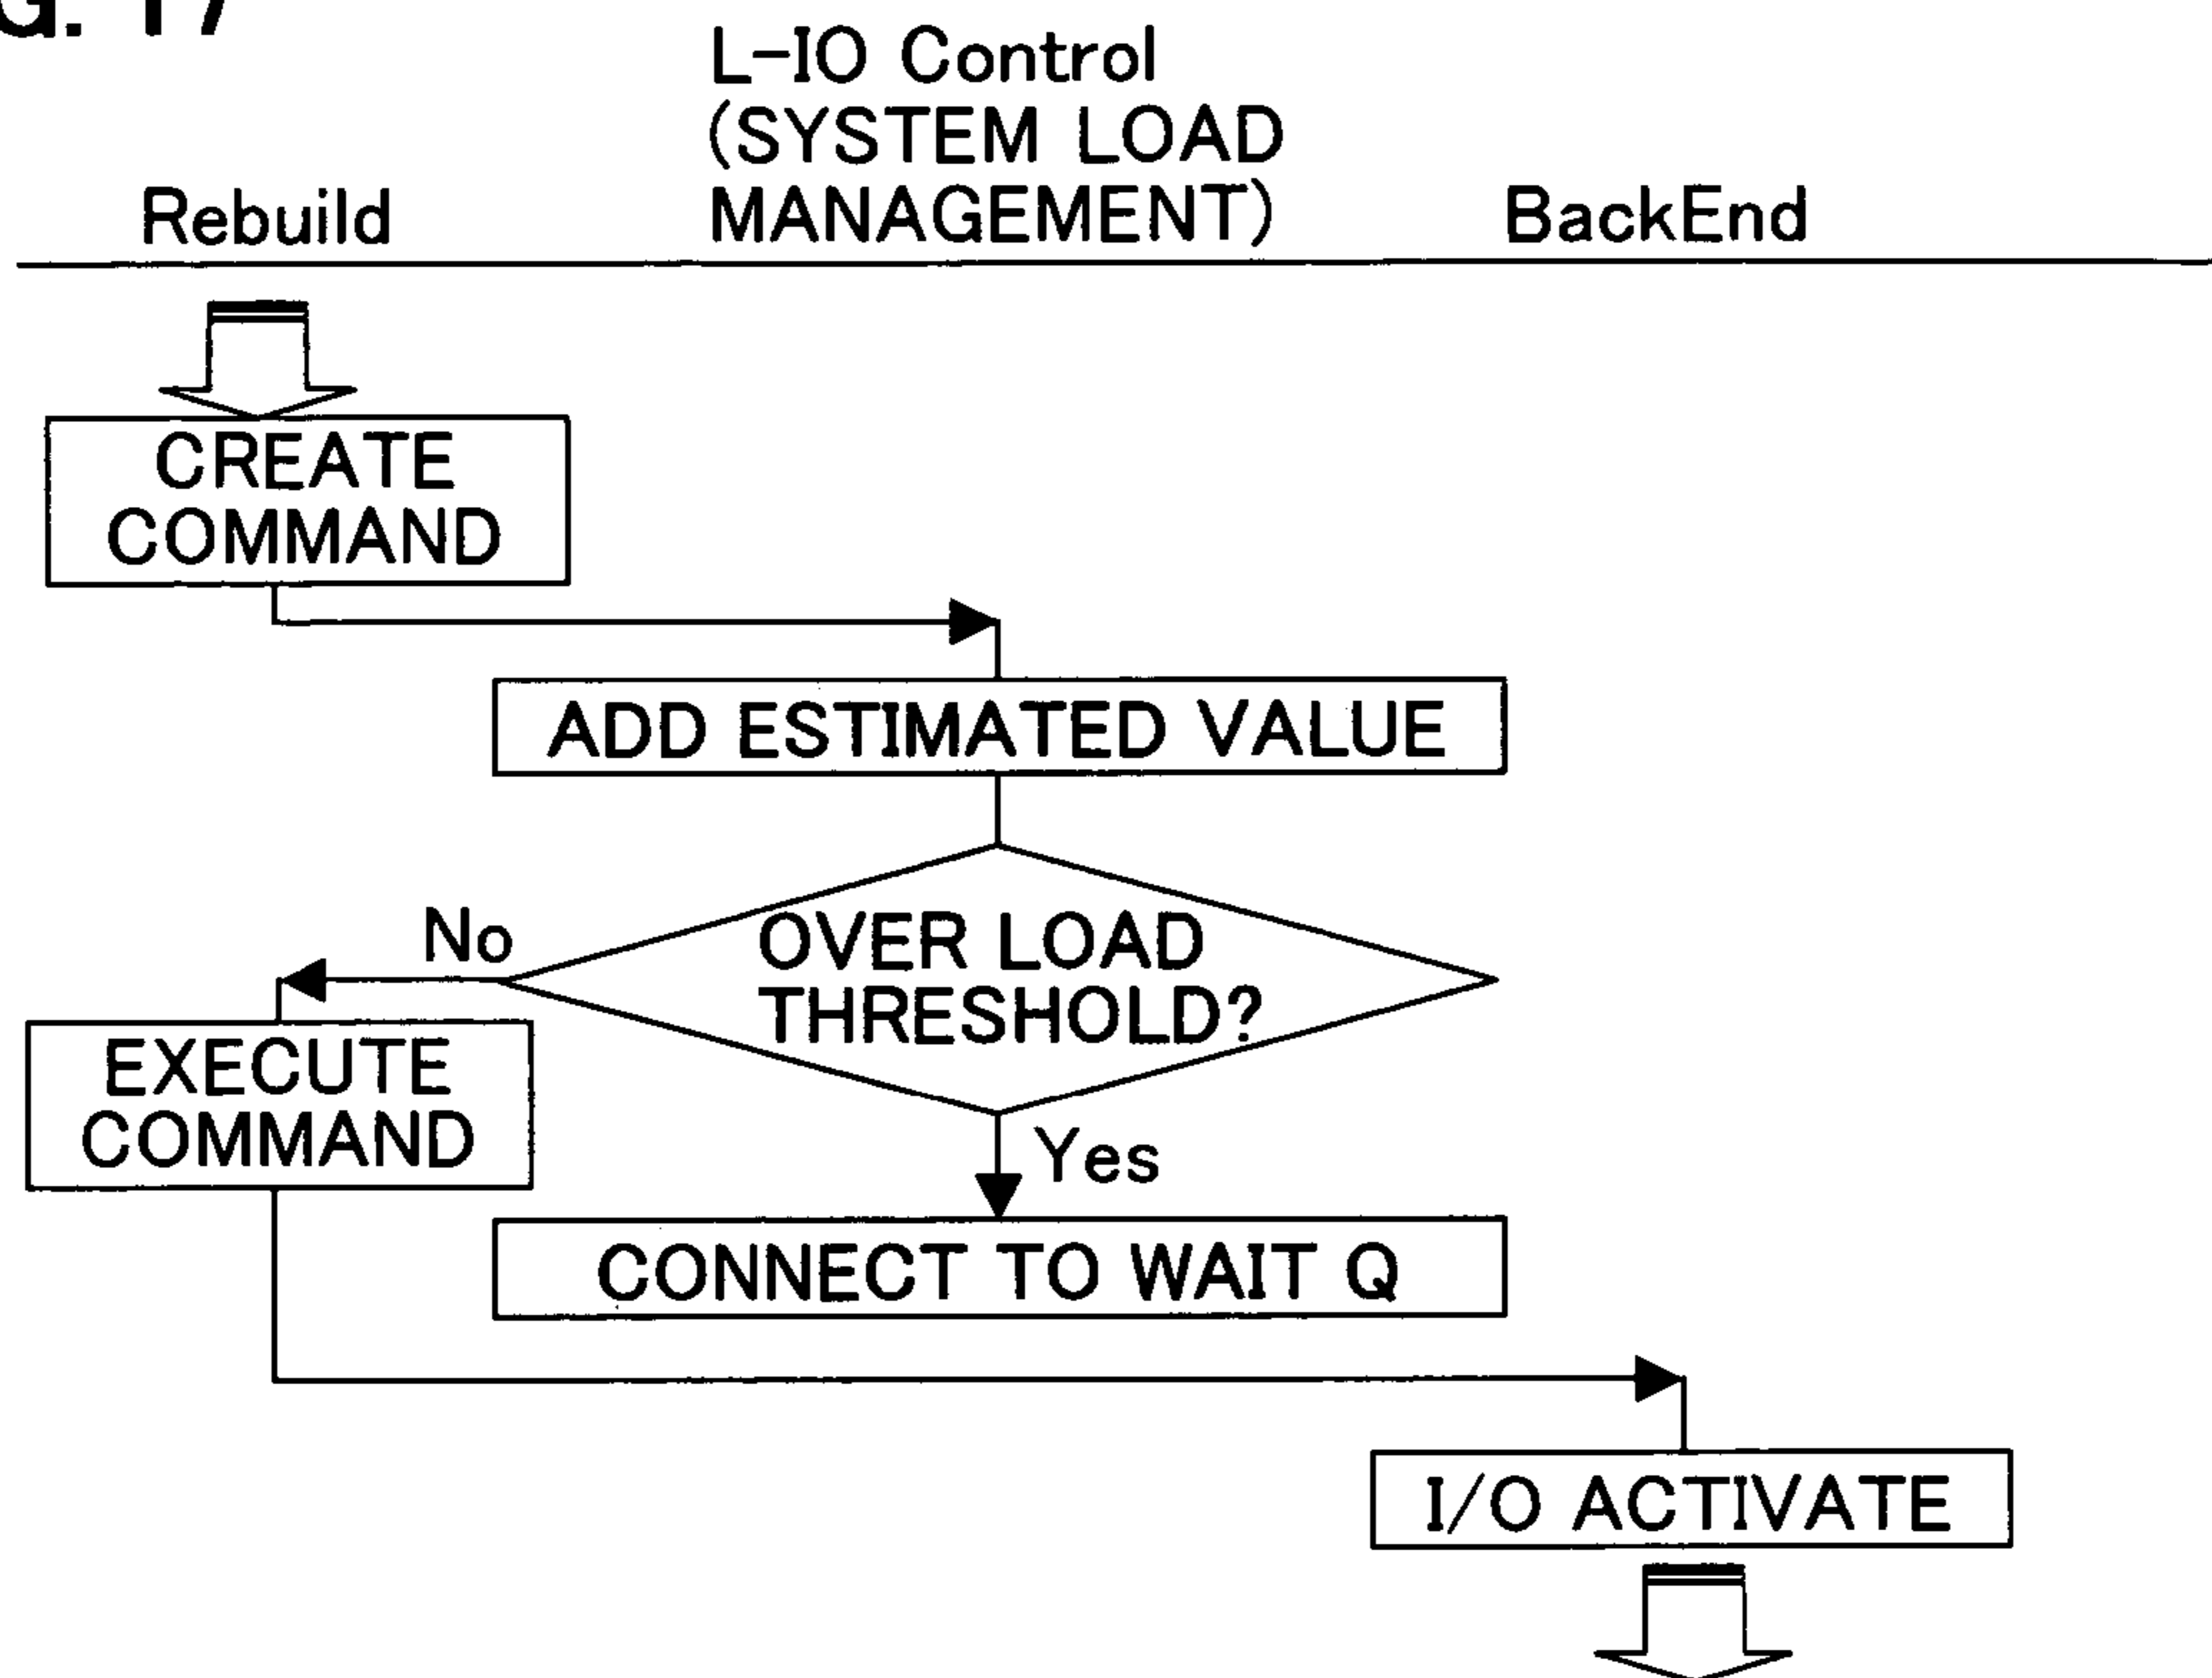 G. 17
L-IO Control
(SYSTEM LOAD
MANAGEMENT)
Rebuild
BackEnd
CREATE
COMMAND
ADD ESTIMATED VALUE
No
OVER LOAD
THRESHOLD?
EXECUTE
COMMAND
Yes
CONNECT TO WAIT Q
I/O ACTIVATE